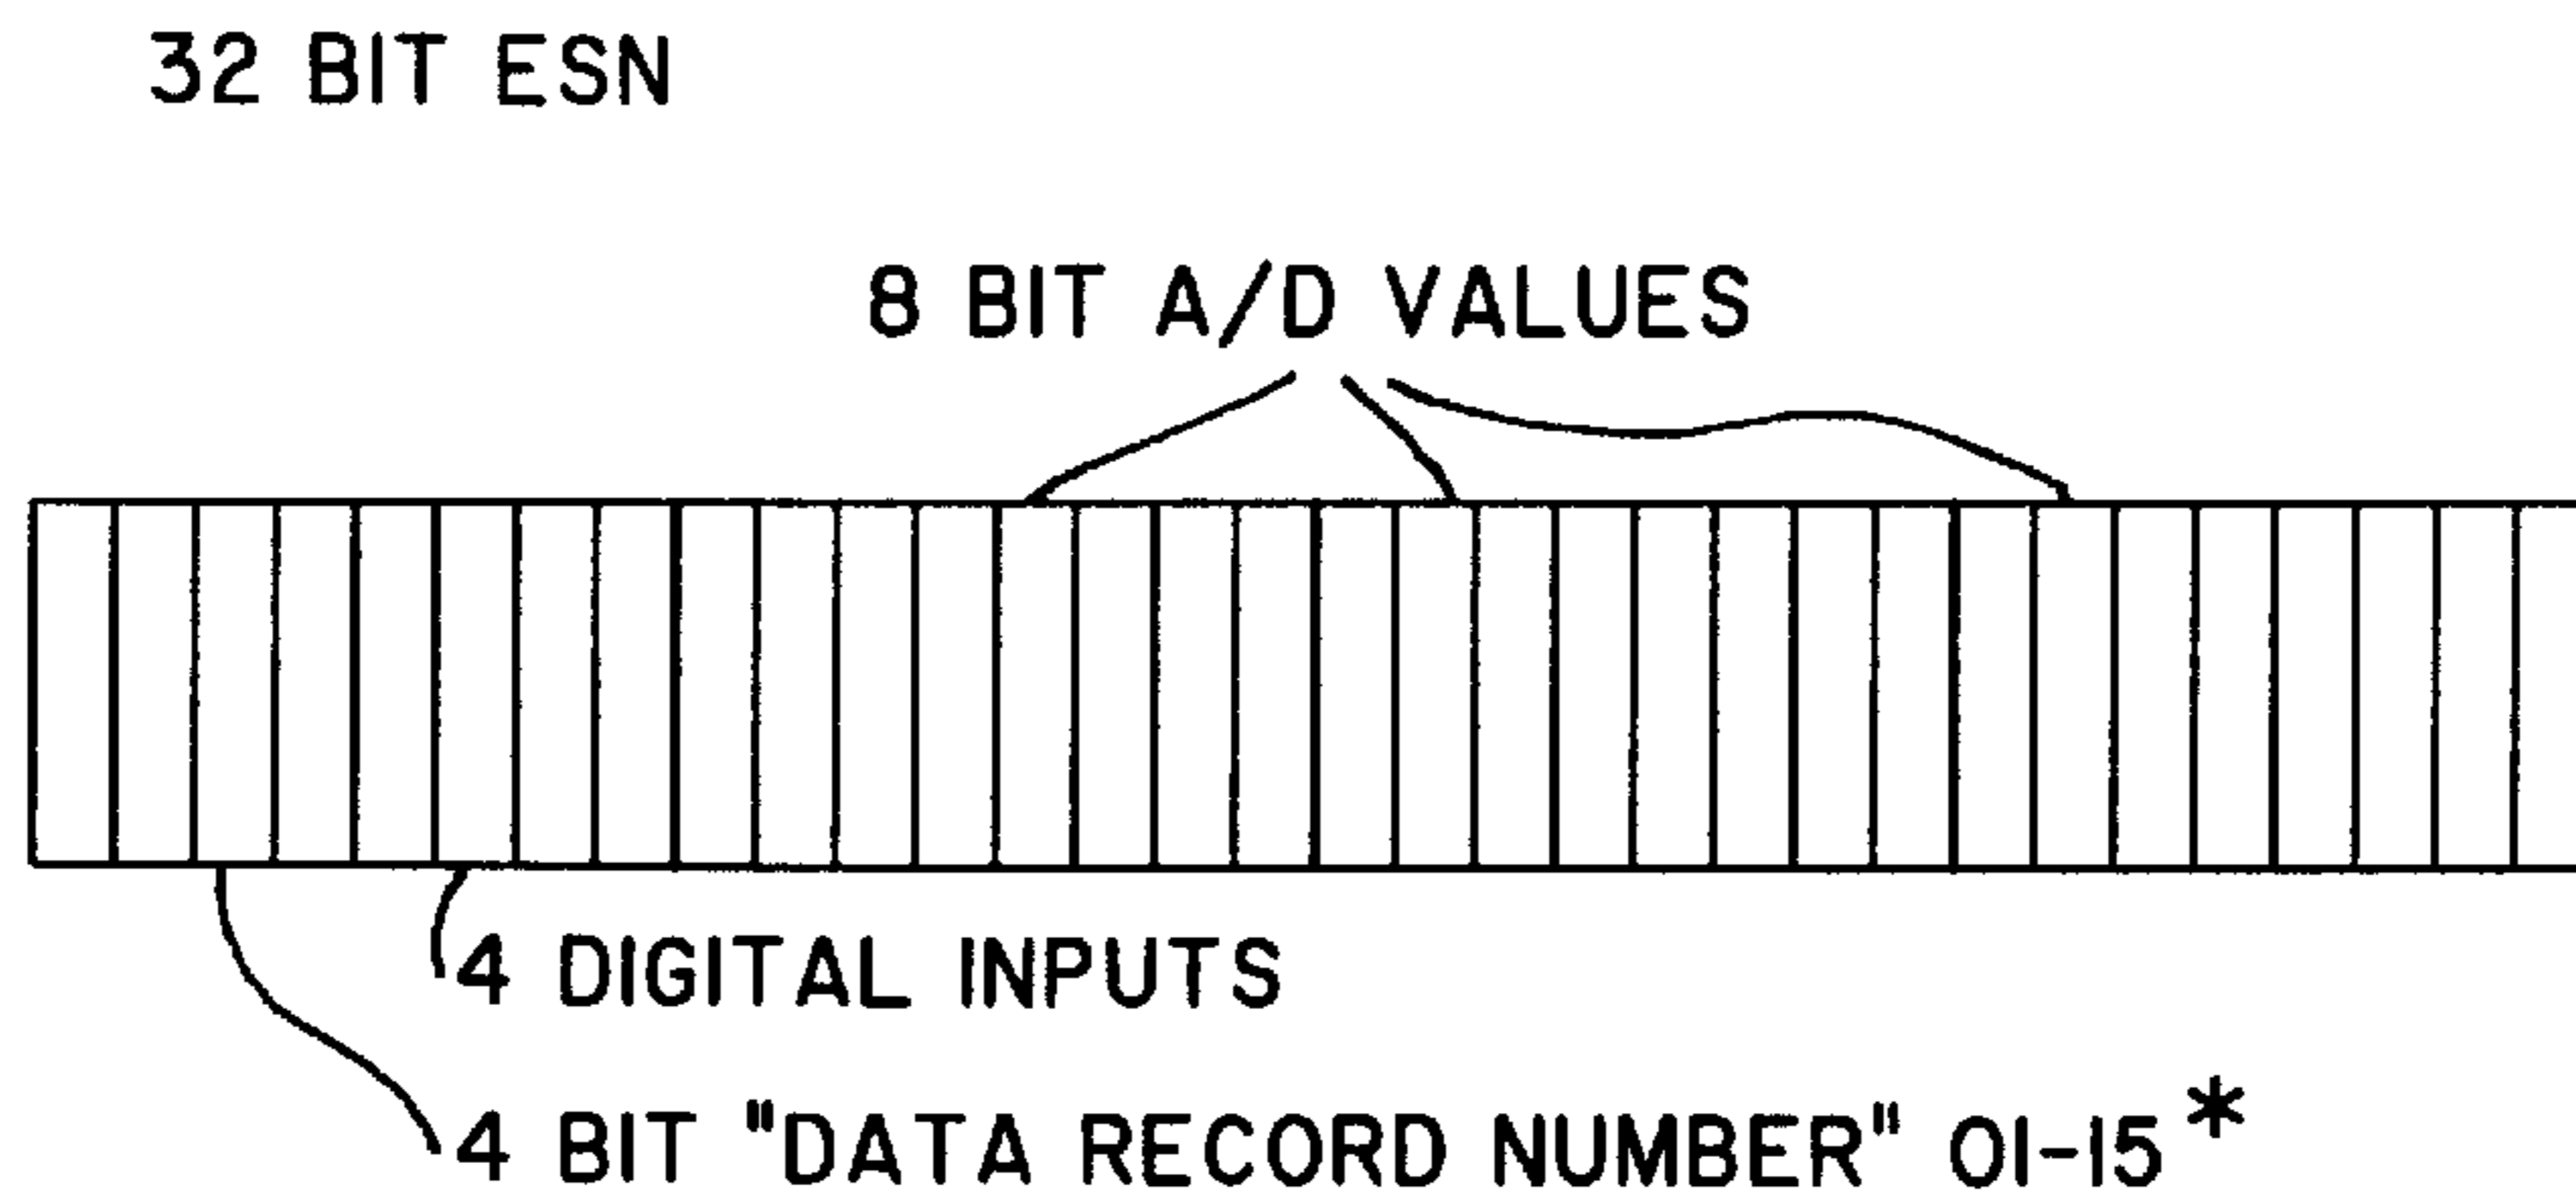 32 BIT ESN
8 BIT A/D VALUES
4 DIGITAL INPUTS
4 BIT "DATA RECORD NUMBER" 01-15*